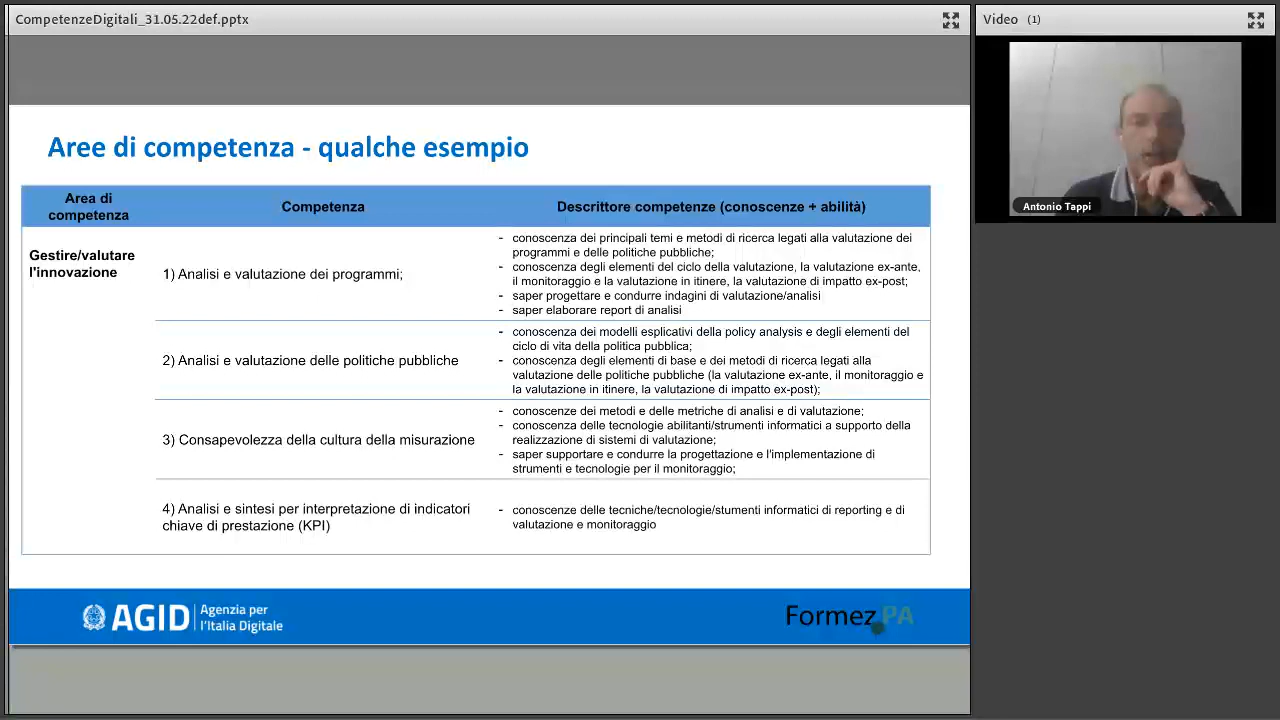 CompetenzeDigitali_31.05.22def.pptx
Video (1)
Antonio Tappi
Aree di competenza - qualche esempio
Area di
competenza
Competenza
Descrittore competenze (conoscenze + abilità)
Gestire/valutare
l'innovazione
1) Analisi e valutazione dei programmi;
- conoscenza dei principali temi e metodi di ricerca legati alla valutazione dei
programmi e delle politiche pubbliche;
- conoscenza degli elementi del ciclo della valutazione, la valutazione ex-ante,
il monitoraggio e la valutazione in itinere, la valutazione di impatto ex-post;
- saper progettare e condurre indagini di valutazione/analisi
- saper elaborare report di analisi
2) Analisi e valutazione delle politiche pubbliche
- conoscenza dei modelli esplicativi della policy analysis e degli elementi del
ciclo di vita della politica pubblica;
- conoscenza degli elementi di base e dei metodi di ricerca legati alla
valutazione delle politiche pubbliche (la valutazione ex-ante, il monitoraggio e
la valutazione in itinere, la valutazione di impatto ex-post);
3) Consapevolezza della cultura della misurazione
- conoscenze dei metodi e delle metriche di analisi e di valutazione;
- conoscenza delle tecnologie abilitanti/strumenti informatici a supporto della
realizzazione di sistemi di valutazione;
- saper supportare e condurre la progettazione e l'implementazione di
strumenti e tecnologie per il monitoraggio;
4) Analisi e sintesi per interpretazione di indicatori
chiave di prestazione (KPI)
- conoscenze delle tecniche/tecnologie/stumenti informatici di reporting e di
valutazione e monitoraggio
AGID
Agenzia per
l'Italia Digitale
Formez PA